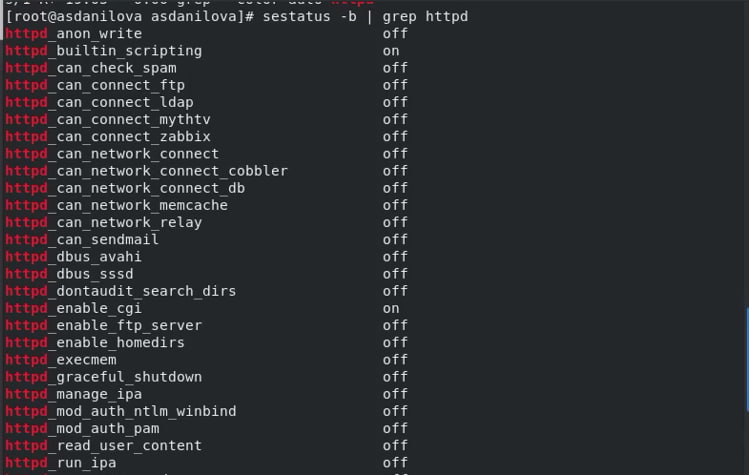 [root@asdanilova asdanilova]# sestatus -b | grep httpd
httpd_anon_write off
httpd_builtin_scripting on
httpd_can_check_spam off
httpd_can_connect_ftp off
httpd_can_connect_ldap off
httpd_can_connect_mythtv off
httpd_can_connect_zabbix off
httpd_can_network_connect off
httpd_can_network_connect_cobbler off
httpd_can_network_connect_db off
httpd_can_network_memcache off
httpd_can_network_relay off
httpd_can_sendmail off
httpd_dbus_avahi off
httpd_dbus_sssd off
httpd_dontaudit_search_dirs off
httpd_enable_cgi on
httpd_enable_ftp_server off
httpd_enable_homedirs off
httpd_execmem off
httpd_graceful_shutdown off
httpd_manage_ipa off
httpd_mod_auth_ntlm_winbind off
httpd_mod_auth_pam off
httpd_read_user_content off
httpd_run_ipa off